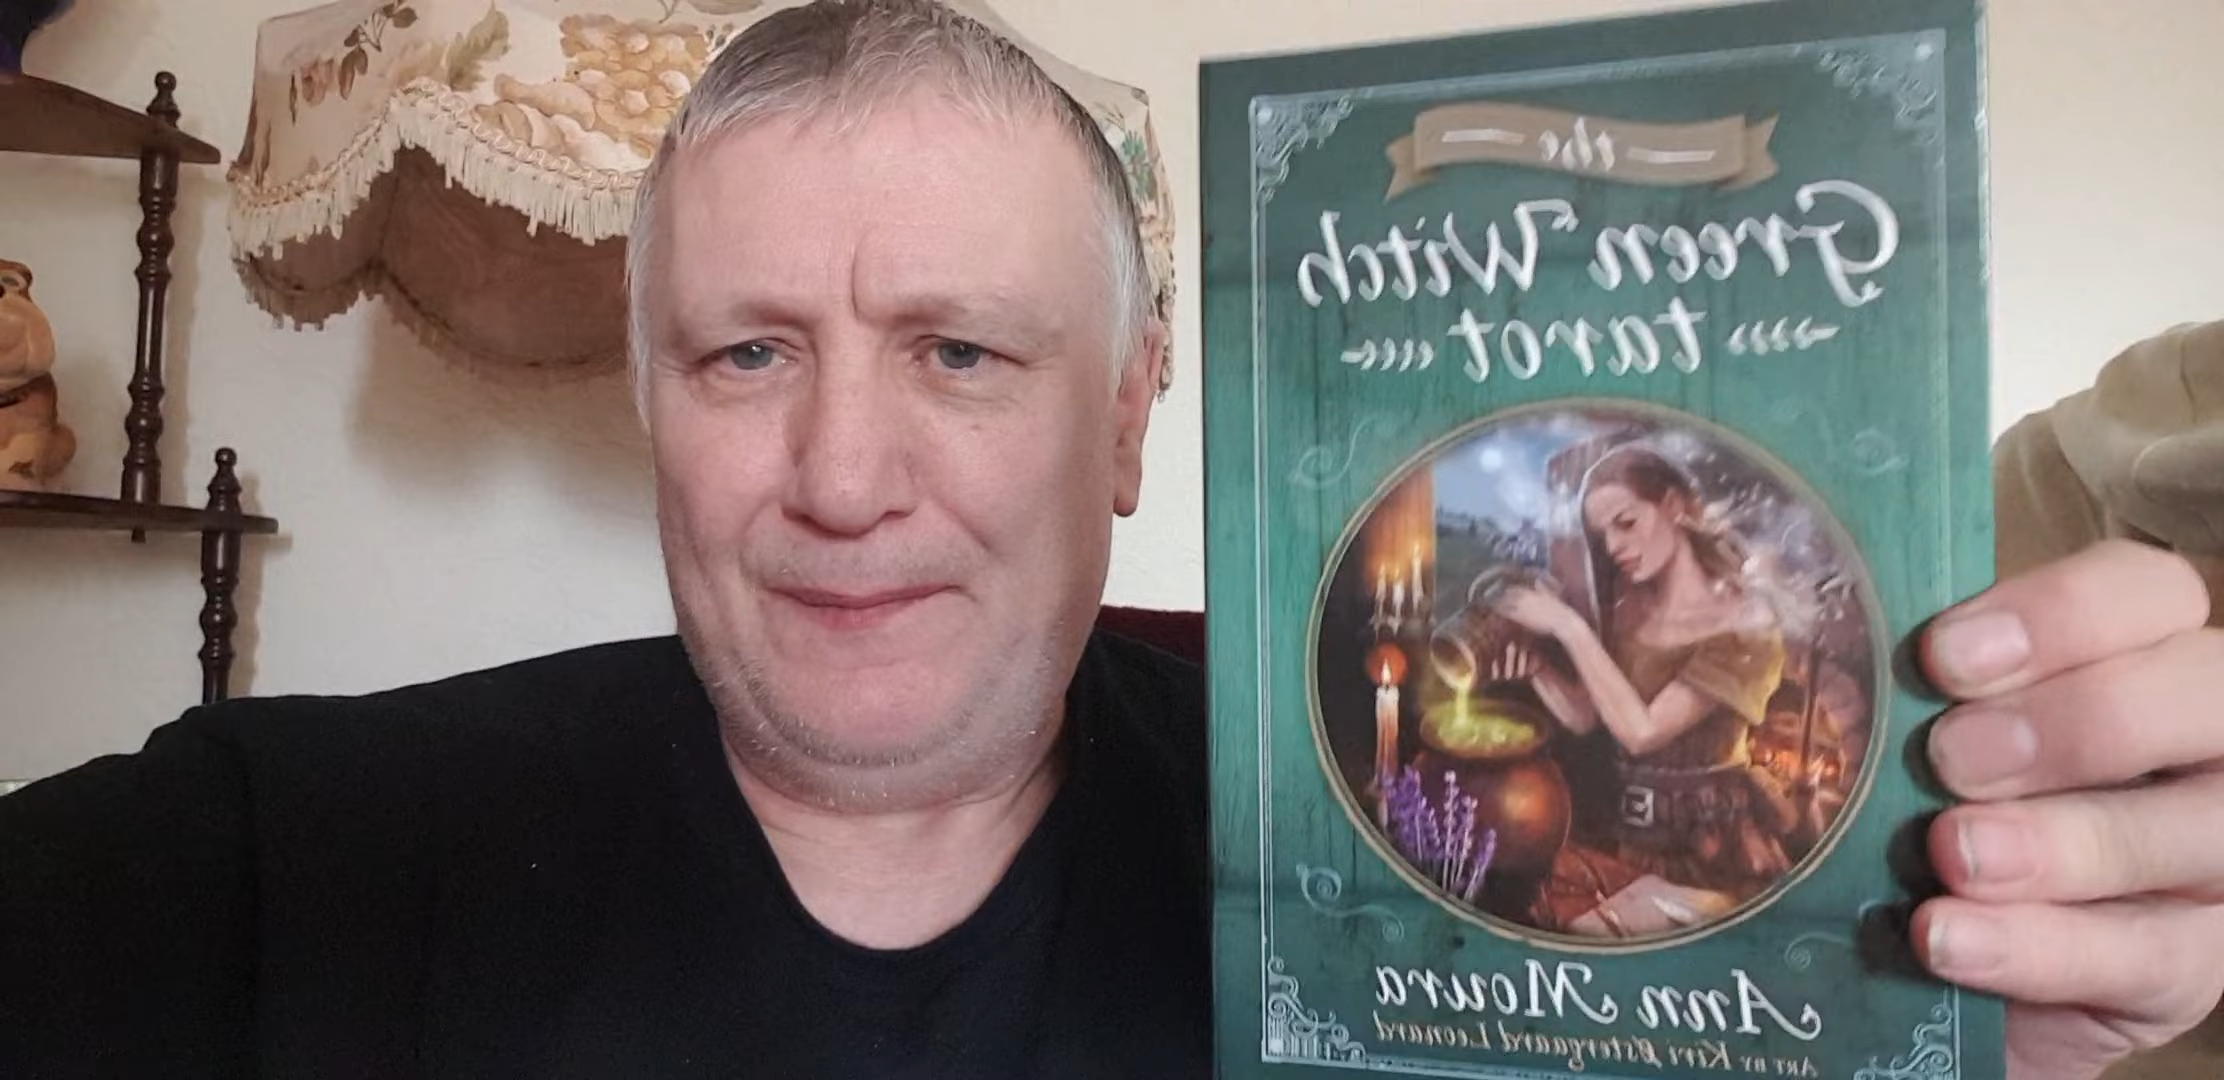 the
Green Witch
tarot
Ann Moura
Art by Kiri Østergaard Leonard